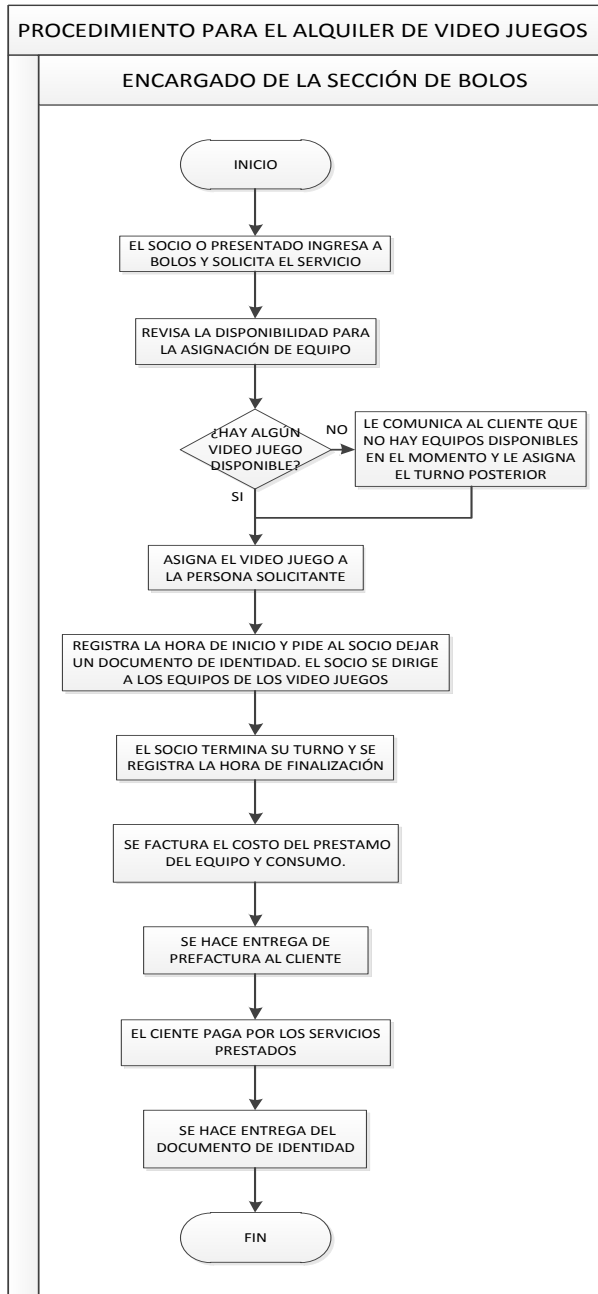 PROCEDIMIENTO PARA EL ALQUILER DE VIDEO JUEGOS
ENCARGADO DE LA SECCIÓN DE BOLOS
INICIO
EL SOCIO O PRESENTADO INGRESA A
BOLOS Y SOLICITA EL SERVICIO
REVISA LA DISPONIBILIDAD PARA
LA ASIGNACIÓN DE EQUIPO
¿HAY ALGÚN
VIDEO JUEGO
DISPONIBLE?
NO
LE COMUNICA AL CLIENTE QUE
NO HAY EQUIPOS DISPONIBLES
EN EL MOMENTO Y LE ASIGNA
EL TURNO POSTERIOR
SI
ASIGNA EL VIDEO JUEGO A
LA PERSONA SOLICITANTE
REGISTRA LA HORA DE INICIO Y PIDE AL SOCIO DEJAR
UN DOCUMENTO DE IDENTIDAD. EL SOCIO SE DIRIGE
A LOS EQUIPOS DE LOS VIDEO JUEGOS
EL SOCIO TERMINA SU TURNO Y SE
REGISTRA LA HORA DE FINALIZACIÓN
SE FACTURA EL COSTO DEL PRESTAMO
DEL EQUIPO Y CONSUMO.
SE HACE ENTREGA DE
PREFACTURA AL CLIENTE
EL CIENTE PAGA POR LOS SERVICIOS
PRESTADOS
SE HACE ENTREGA DEL
DOCUMENTO DE IDENTIDAD
FIN